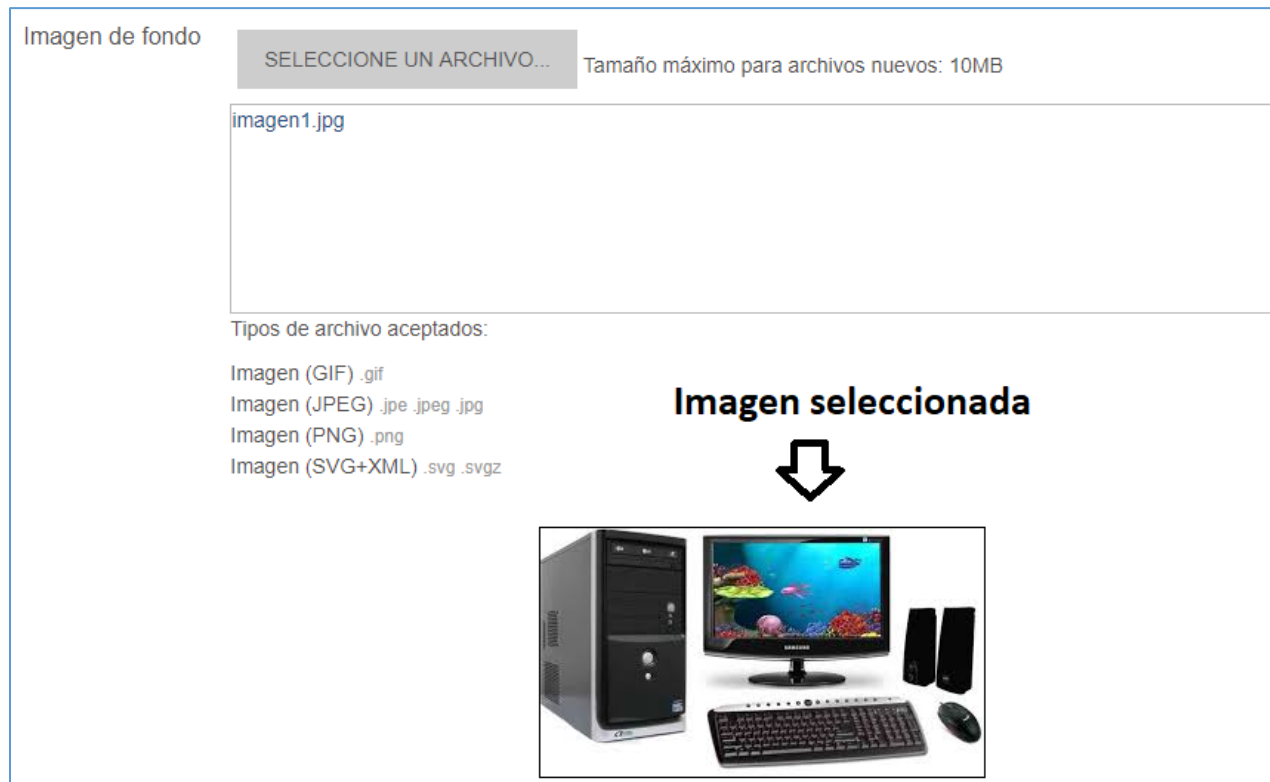 Imagen de fondo
SELECCIONE UN ARCHIVO...
Tamaño máximo para archivos nuevos: 10MB
imagen1.jpg
Tipos de archivo aceptados:
Imagen (GIF) .gif
Imagen (JPEG) .jpe .jpeg .jpg
Imagen (PNG) .png
Imagen (SVG+XML) .svg .svgz
Imagen seleccionada
SAMSUNG